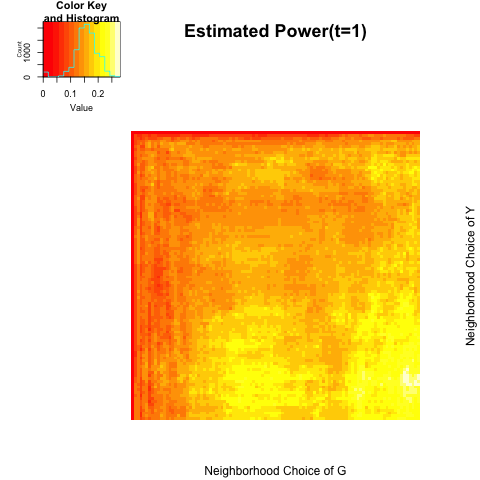 Color Key
and Histogram
Estimated Power(t=1)
Count
0 1000
0 0.1 0.2
Value
Neighborhood Choice of Y
Neighborhood Choice of G